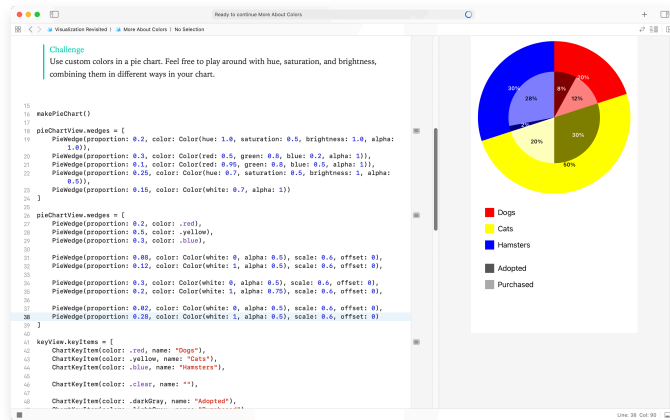 Ready to continue More About Colors
Visualization Revisited
More About Colors
No Selection
Challenge
Use custom colors in a pie chart. Feel free to play around with hue, saturation, and brightness,
combining them in different ways in your chart.
15
16 makePieChart()
17
18 pieChartView.wedges = [
19 PieWedge(proportion: 0.2, color: Color(hue: 1.0, saturation: 0.5, brightness: 1.0, alpha:
1.0)),
20 PieWedge(proportion: 0.3, color: Color(red: 0.5, green: 0.8, blue: 0.2, alpha: 1)),
21 PieWedge(proportion: 0.1, color: Color(red: 0.95, green: 0.8, blue: 0.5, alpha: 1)),
22 PieWedge(proportion: 0.25, color: Color(hue: 0.7, saturation: 0.5, brightness: 1, alpha:
0.5)),
23 PieWedge(proportion: 0.15, color: Color(white: 0.7, alpha: 1))
24 ]
25
26 pieChartView.wedges = [
27 PieWedge(proportion: 0.2, color: .red),
28 PieWedge(proportion: 0.5, color: .yellow),
29 PieWedge(proportion: 0.3, color: .blue),
30
31 PieWedge(proportion: 0.08, color: Color(white: 0, alpha: 0.5), scale: 0.6, offset: 0),
32 PieWedge(proportion: 0.12, color: Color(white: 1, alpha: 0.5), scale: 0.6, offset: 0),
33
34 PieWedge(proportion: 0.3, color: Color(white: 0, alpha: 0.5), scale: 0.6, offset: 0),
35 PieWedge(proportion: 0.2, color: Color(white: 1, alpha: 0.75), scale: 0.6, offset: 0),
36
37 PieWedge(proportion: 0.02, color: Color(white: 0, alpha: 0.5), scale: 0.6, offset: 0),
38 PieWedge(proportion: 0.28, color: Color(white: 1, alpha: 0.5), scale: 0.6, offset: 0)
39 ]
40
41 keyView.keyItems = [
42 ChartKeyItem(color: .red, name: "Dogs"),
43 ChartKeyItem(color: .yellow, name: "Cats"),
44 ChartKeyItem(color: .blue, name: "Hamsters"),
45
46 ChartKeyItem(color: .clear, name: ""),
47
48 ChartKeyItem(color: .darkGray, name: "Adopted"),
20%
30%
8%
28%
12%
2%
30%
20%
50%
Dogs
Cats
Hamsters
Adopted
Purchased
Line: 38 Col: 90